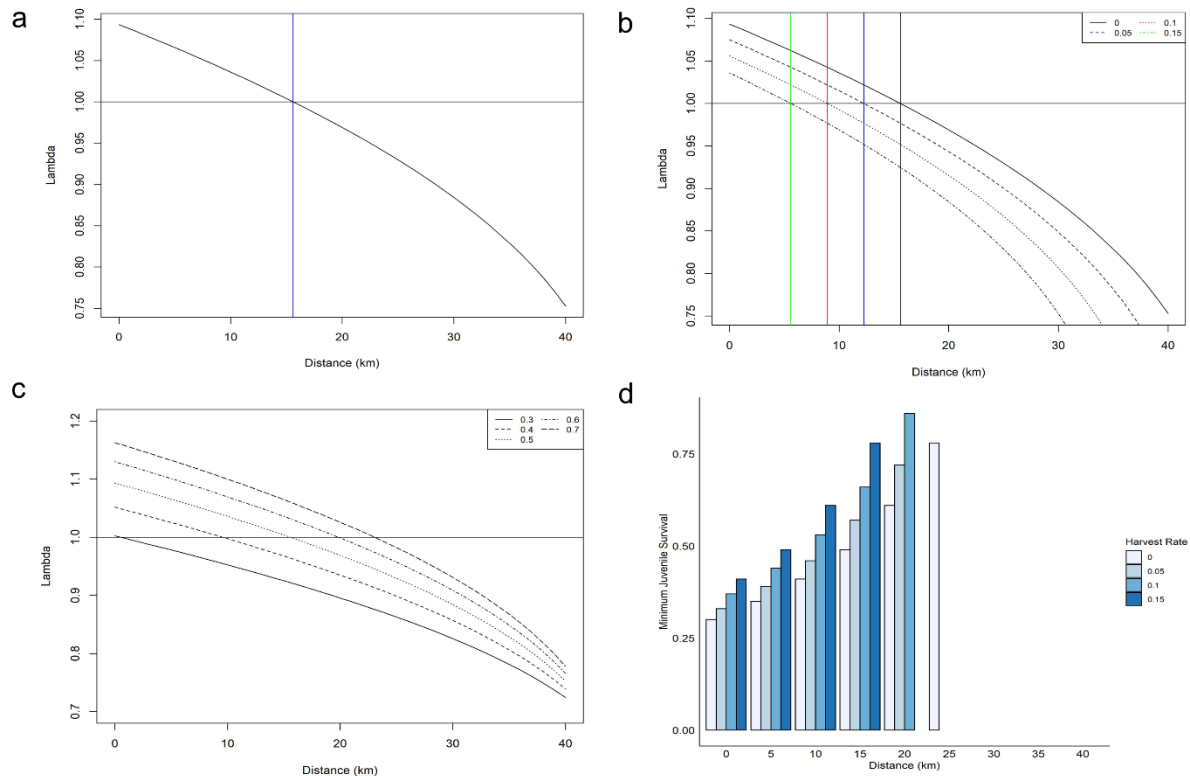 a
1.10
1.05
1.00
0.95
0.90
0.85
0.80
0.75
Lambda
0 10 20 30 40
Distance (km)
b
0 0.1
0.05 0.15
1.10
1.05
1.00
0.95
0.90
0.85
0.80
0.75
Lambda
0 10 20 30 40
Distance (km)
c
0.3 0.6
0.4 0.7
0.5
1.2
1.1
1.0
0.9
0.8
0.7
Lambda
0 10 20 30 40
Distance (km)
d
0.75
0.50
0.25
0.00
Minimum Juvenile Survival
0 5 10 15 20 25 30 35 40
Distance (km)
Harvest Rate
0
0.05
0.1
0.15